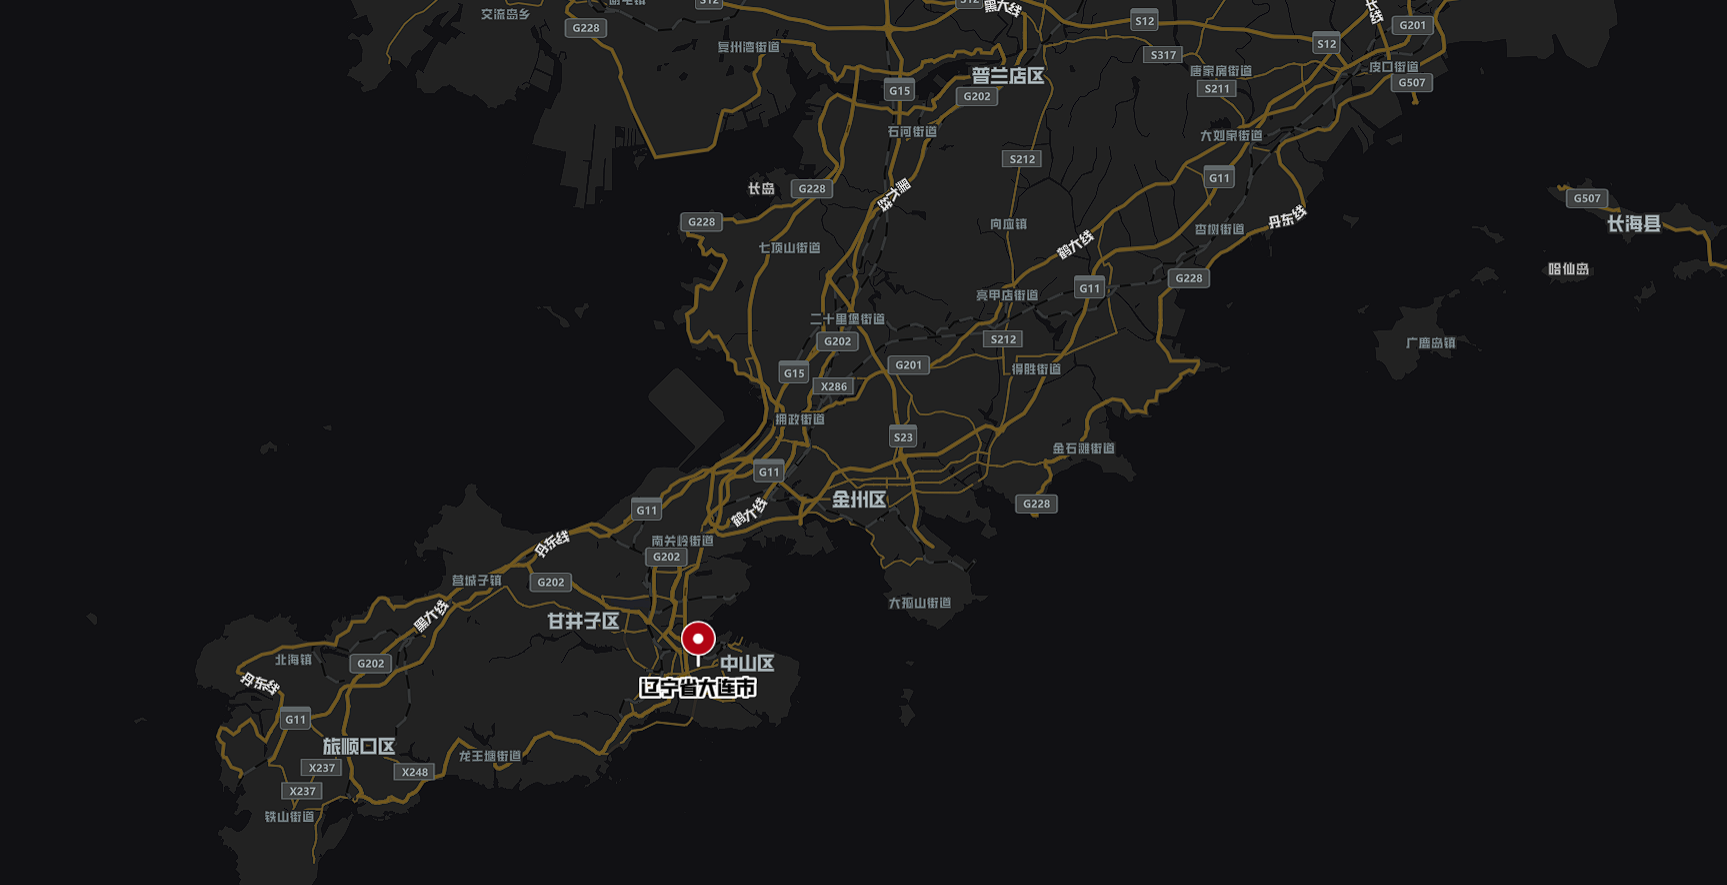 S12
S12
黑大线
交流岛乡
G228
S12
G201
复州湾街道
S12
S317
皮口街道
唐家房街道
普兰店区
G507
G15
G202
S211
石河街道
大刘家街道
S212
G11
长岛
G228
黑大线
G507
G228
向应镇
杏树街道
丹东线
长海县
七顶山街道
鹤大线
哈仙岛
G228
G11
亮甲店街道
二十里堡街道
G202
S212
广鹿岛镇
G201
得胜街道
G15
X286
拥政街道
S23
金石滩街道
G11
金州区
G228
G11
鹤大线
丹东线
南关岭街道
G202
营城子镇
G202
大孤山街道
黑大线
甘井子区
北海镇
G202
中山区
丹东线
辽宁省大连市
G11
旅顺口区
龙王塘街道
X237
X248
X237
铁山街道